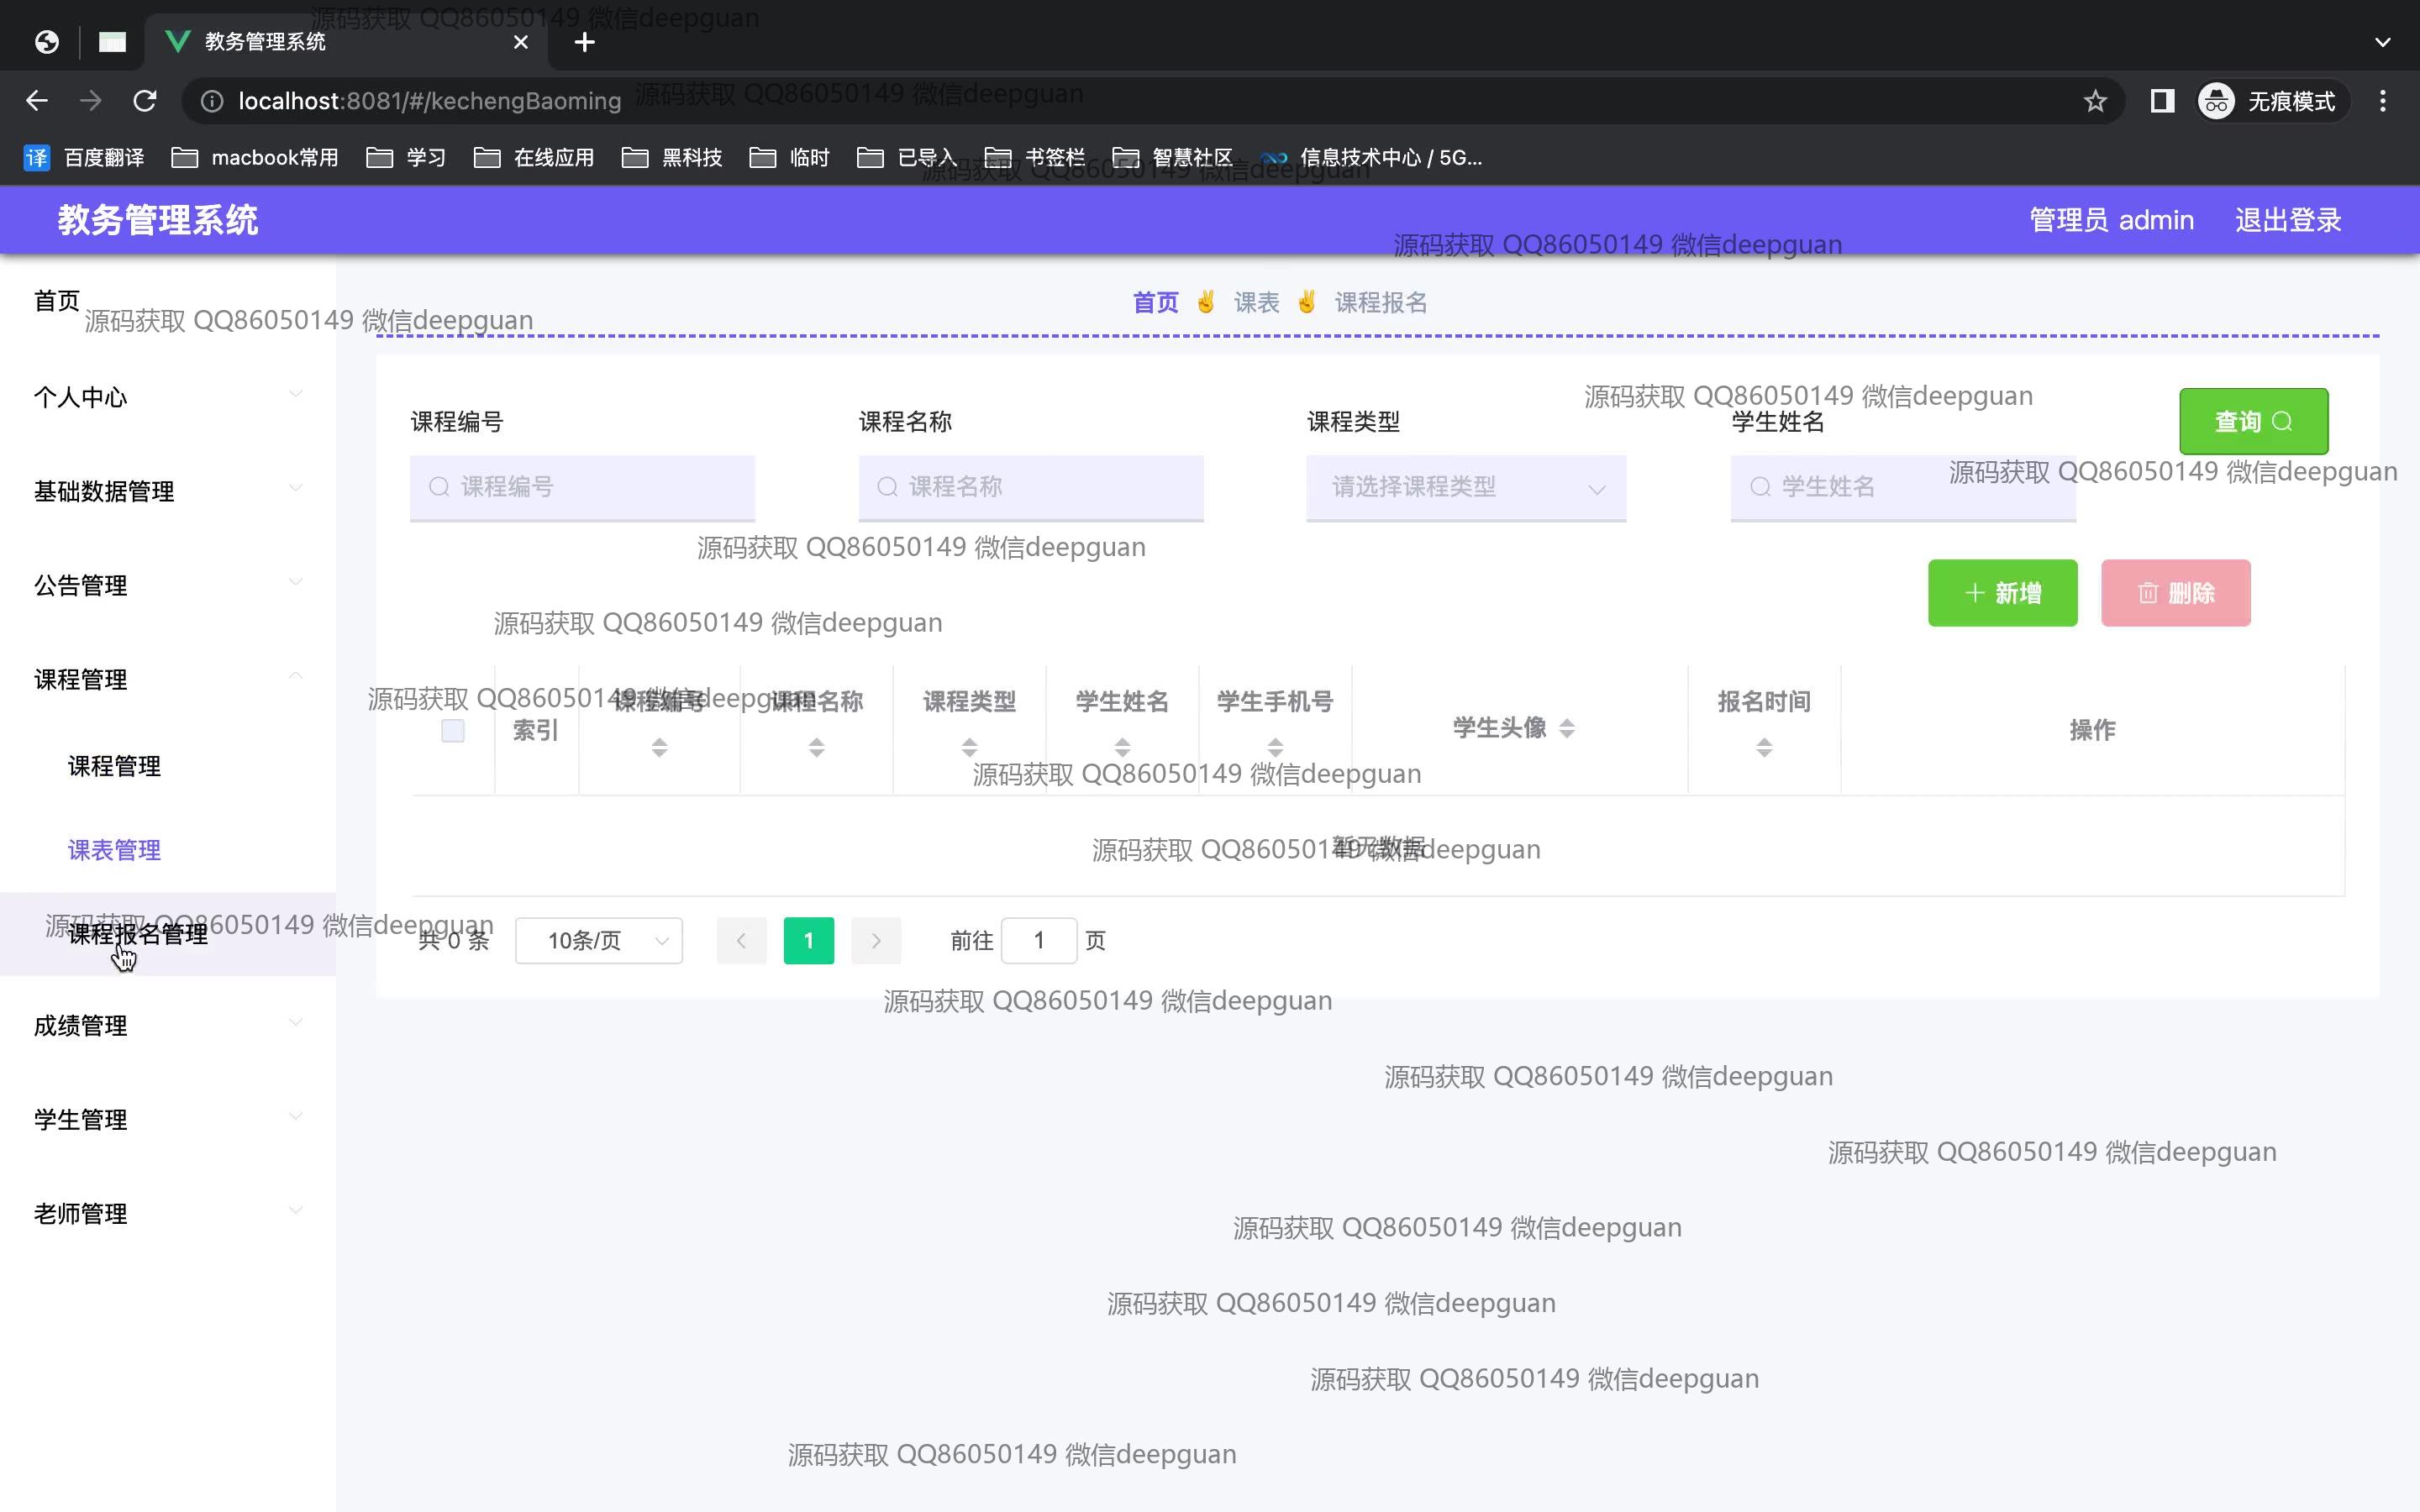 源码获取 QQ86050149 微信deepguan
教务管理系统
localhost:8081/#/kechengBaoming
源码获取 QQ86050149 微信deepguan
无痕模式
译 百度翻译 macbook常用 学习 在线应用 黑科技 临时 已导入 书签栏 智慧社区 信息技术中心 / 5G...
源码获取 QQ86050149 微信deepguan
教务管理系统
管理员 admin 退出登录
源码获取 QQ86050149 微信deepguan
首页
首页 课表 课程报名
源码获取 QQ86050149 微信deepguan
个人中心
源码获取 QQ86050149 微信deepguan
课程编号 课程名称 课程类型 学生姓名 查询
源码获取 QQ86050149 微信deepguan
基础数据管理
课程编号 课程名称 请选择课程类型 学生姓名
源码获取 QQ86050149 微信deepguan
公告管理
新增 删除
源码获取 QQ86050149 微信deepguan
课程管理
源码获取 QQ86050149 微信deepguan
索引 课程编号 课程名称 课程类型 学生姓名 学生手机号 学生头像 报名时间 操作
课程管理
源码获取 QQ86050149 微信deepguan
课表管理
源码获取 QQ86050149 微信deepguan
暂无数据
源码获取 QQ86050149 微信deepguan
课程报名管理
共 0 条 10条/页 1 前往 1 页
源码获取 QQ86050149 微信deepguan
成绩管理
源码获取 QQ86050149 微信deepguan
学生管理
源码获取 QQ86050149 微信deepguan
老师管理
源码获取 QQ86050149 微信deepguan
源码获取 QQ86050149 微信deepguan
源码获取 QQ86050149 微信deepguan
源码获取 QQ86050149 微信deepguan